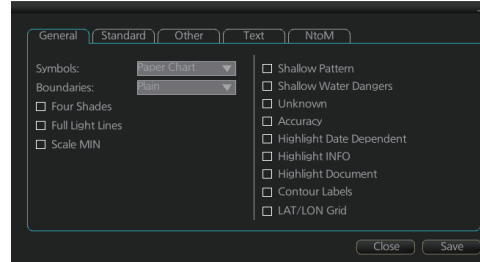 General Standard Other Text NtoM
Symbols: Paper Chart
Boundaries: Plain
Four Shades
Full Light Lines
Scale MIN
Shallow Pattern
Shallow Water Dangers
Unknown
Accuracy
Highlight Date Dependent
Highlight INFO
Highlight Document
Contour Labels
LAT/LON Grid
Close Save